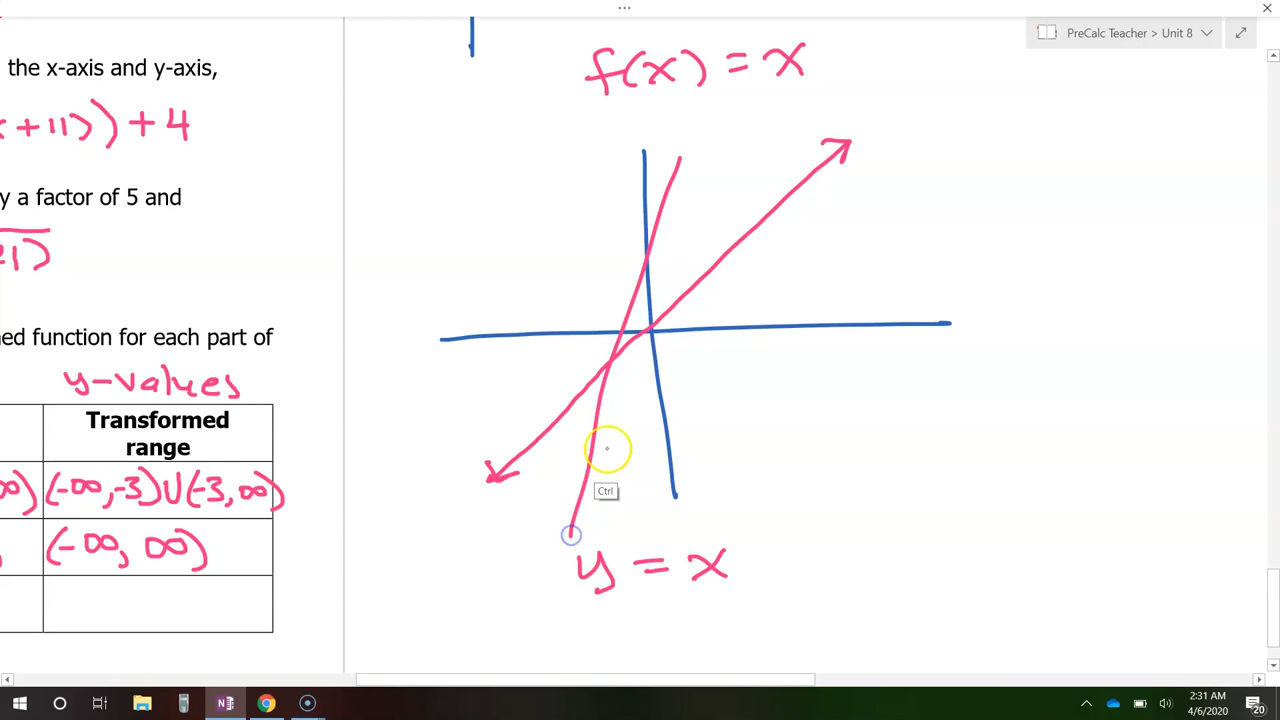 PreCalc Teacher > Unit 8
the x-axis and y-axis,
x + 11)) + 4
y a factor of 5 and
ed function for each part of
y-values
Transformed
range
∞) (-∞, -3) U (-3, ∞)
(-∞, ∞)
f(x) = x
Ctrl
y = x
2:31 AM
4/6/2020
20